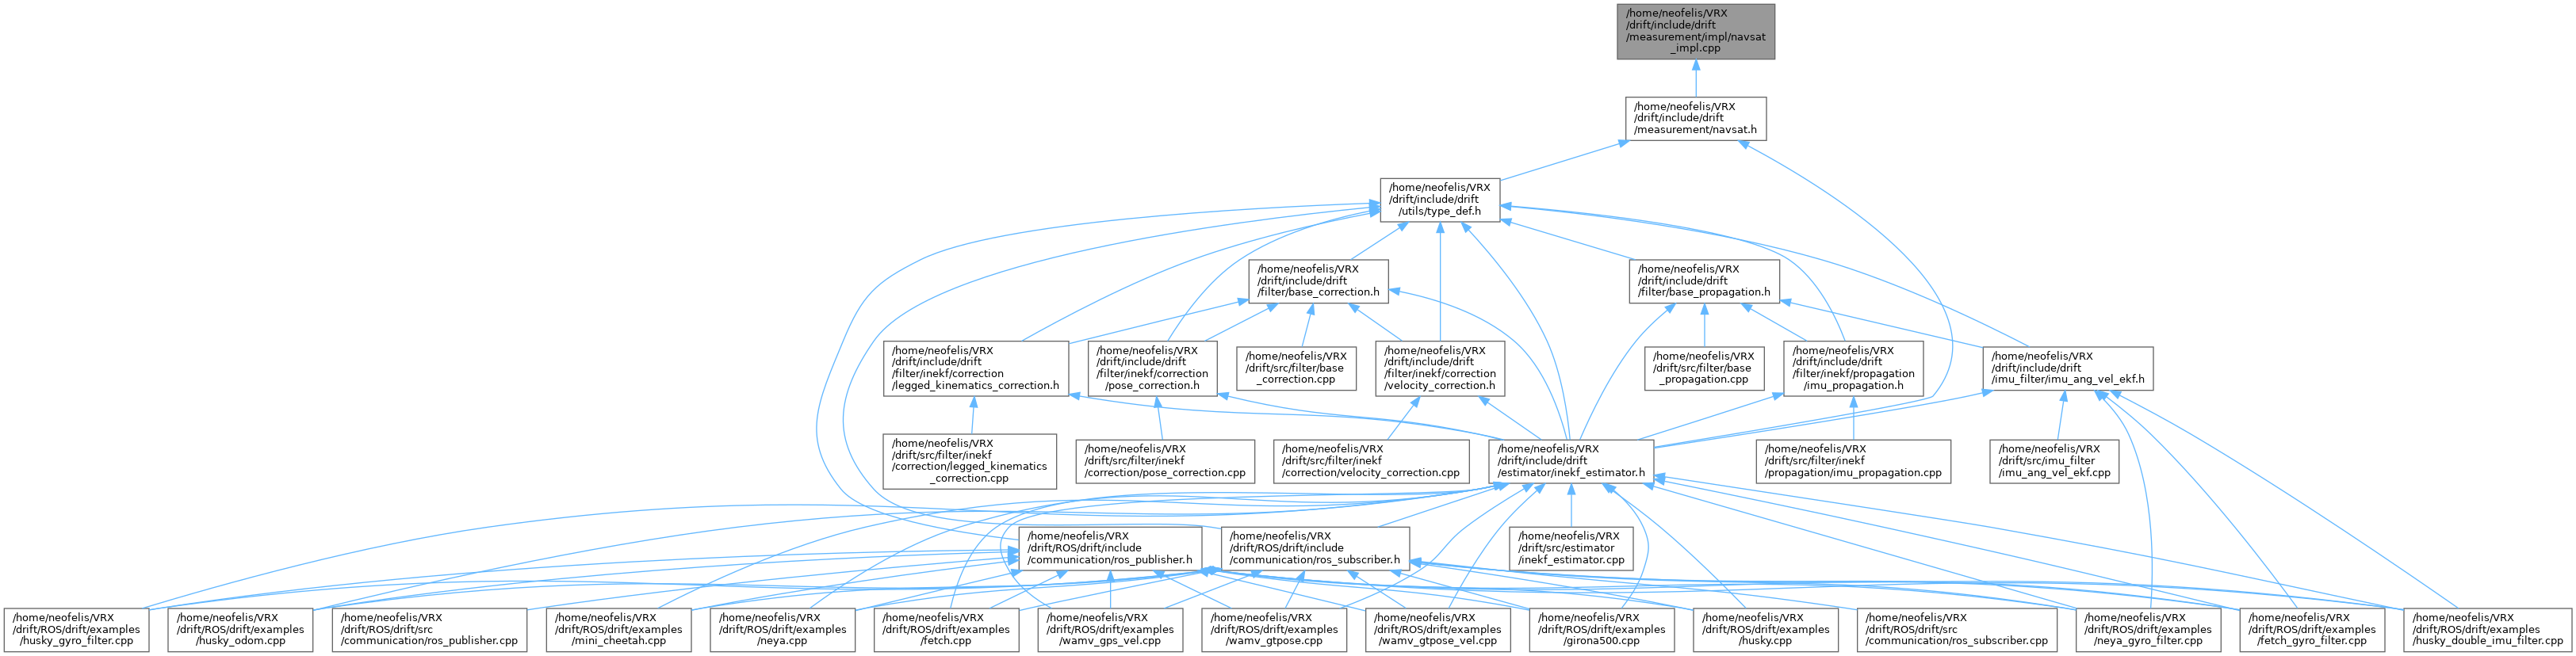 /home/neofelis/VRX
/drift/include/drift
/measurement/impl/navsat
_impl.cpp
/home/neofelis/VRX
/drift/include/drift
/measurement/navsat.h
/home/neofelis/VRX
/drift/include/drift
/utils/type_def.h
/home/neofelis/VRX
/drift/include/drift
/filter/base_correction.h
/home/neofelis/VRX
/drift/include/drift
/filter/base_propagation.h
/home/neofelis/VRX
/drift/include/drift
/filter/inekf/correction
/legged_kinematics_correction.h
/home/neofelis/VRX
/drift/include/drift
/filter/inekf/correction
/pose_correction.h
/home/neofelis/VRX
/drift/src/filter/base
_correction.cpp
/home/neofelis/VRX
/drift/include/drift
/filter/inekf/correction
/velocity_correction.h
/home/neofelis/VRX
/drift/src/filter/base
_propagation.cpp
/home/neofelis/VRX
/drift/include/drift
/filter/inekf/propagation
/imu_propagation.h
/home/neofelis/VRX
/drift/include/drift
/imu_filter/imu_ang_vel_ekf.h
/home/neofelis/VRX
/drift/src/filter/inekf
/correction/legged_kinematics
_correction.cpp
/home/neofelis/VRX
/drift/src/filter/inekf
/correction/pose_correction.cpp
/home/neofelis/VRX
/drift/src/filter/inekf
/correction/velocity_correction.cpp
/home/neofelis/VRX
/drift/include/drift
/estimator/inekf_estimator.h
/home/neofelis/VRX
/drift/src/filter/inekf
/propagation/imu_propagation.cpp
/home/neofelis/VRX
/drift/src/imu_filter
/imu_ang_vel_ekf.cpp
/home/neofelis/VRX
/drift/ROS/drift/include
/communication/ros_publisher.h
/home/neofelis/VRX
/drift/ROS/drift/include
/communication/ros_subscriber.h
/home/neofelis/VRX
/drift/src/estimator
/inekf_estimator.cpp
/home/neofelis/VRX
/drift/ROS/drift/examples
/husky_gyro_filter.cpp
/home/neofelis/VRX
/drift/ROS/drift/examples
/husky_odom.cpp
/home/neofelis/VRX
/drift/ROS/drift/src
/communication/ros_publisher.cpp
/home/neofelis/VRX
/drift/ROS/drift/examples
/mini_cheetah.cpp
/home/neofelis/VRX
/drift/ROS/drift/examples
/neya.cpp
/home/neofelis/VRX
/drift/ROS/drift/examples
/fetch.cpp
/home/neofelis/VRX
/drift/ROS/drift/examples
/wamv_gps_vel.cpp
/home/neofelis/VRX
/drift/ROS/drift/examples
/wamv_gtpose.cpp
/home/neofelis/VRX
/drift/ROS/drift/examples
/wamv_gtpose_vel.cpp
/home/neofelis/VRX
/drift/ROS/drift/examples
/girona500.cpp
/home/neofelis/VRX
/drift/ROS/drift/examples
/husky.cpp
/home/neofelis/VRX
/drift/ROS/drift/src
/communication/ros_subscriber.cpp
/home/neofelis/VRX
/drift/ROS/drift/examples
/neya_gyro_filter.cpp
/home/neofelis/VRX
/drift/ROS/drift/examples
/fetch_gyro_filter.cpp
/home/neofelis/VRX
/drift/ROS/drift/examples
/husky_double_imu_filter.cpp